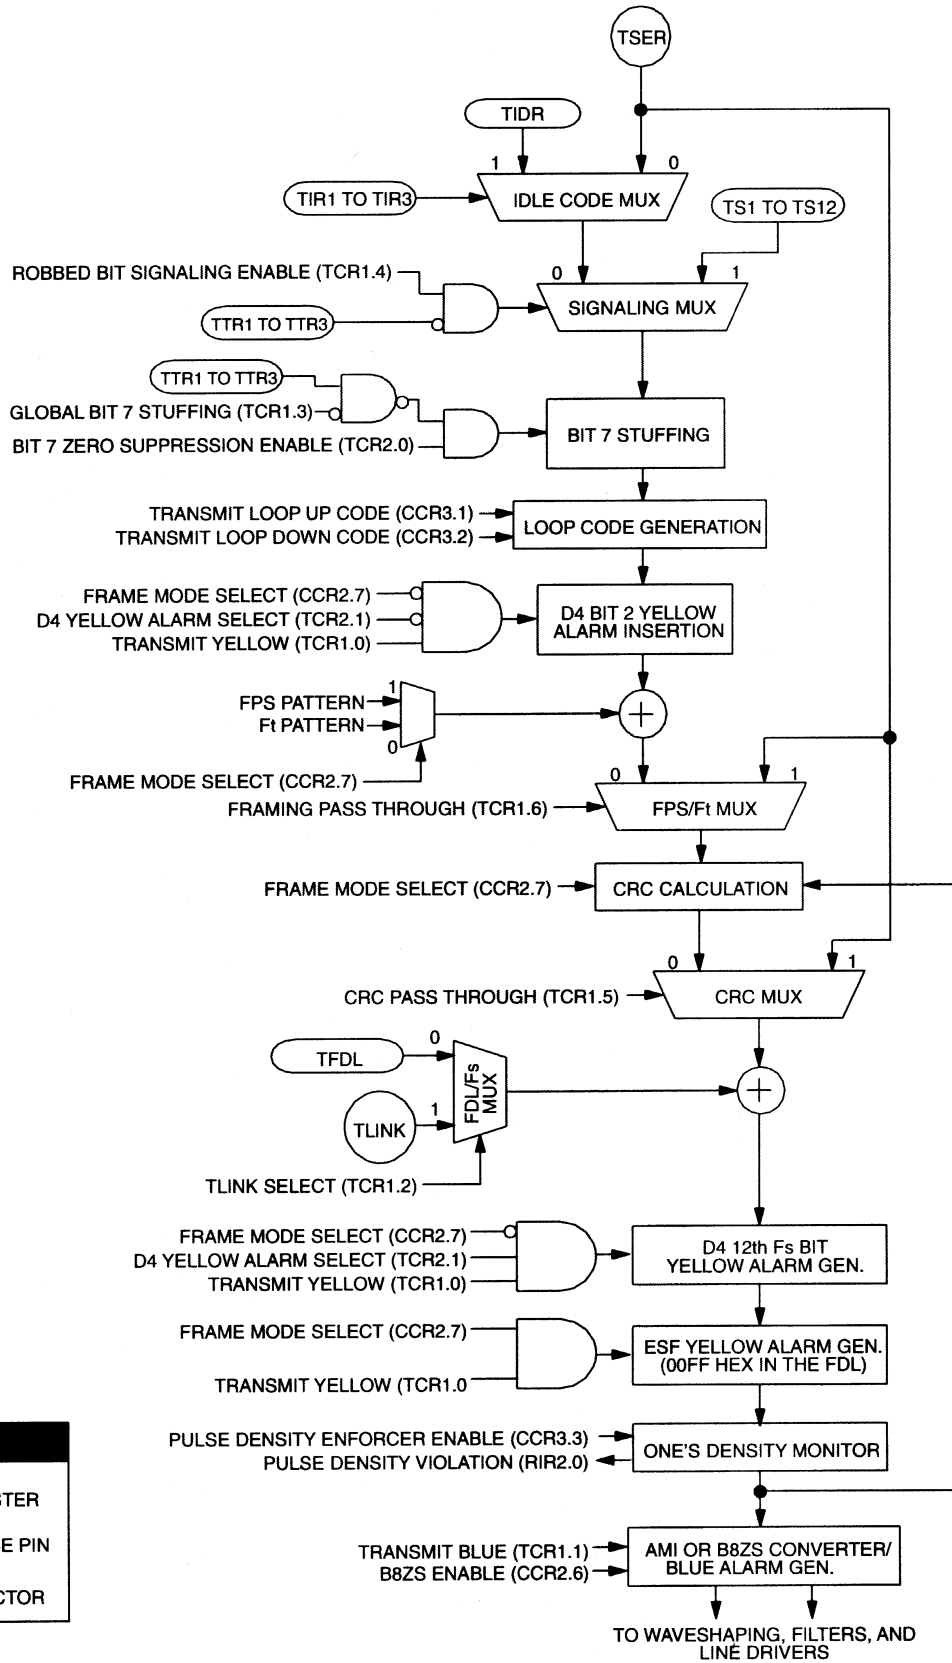 TSER
TIDR
1
0
TIR1 TO TIR3
IDLE CODE MUX
TS1 TO TS12
ROBBED BIT SIGNALING ENABLE (TCR1.4)
0
1
TTR1 TO TTR3
SIGNALING MUX
TTR1 TO TTR3
GLOBAL BIT 7 STUFFING (TCR1.3)
BIT 7 ZERO SUPPRESSION ENABLE (TCR2.0)
BIT 7 STUFFING
TRANSMIT LOOP UP CODE (CCR3.1)
TRANSMIT LOOP DOWN CODE (CCR3.2)
LOOP CODE GENERATION
FRAME MODE SELECT (CCR2.7)
D4 YELLOW ALARM SELECT (TCR2.1)
TRANSMIT YELLOW (TCR1.0)
D4 BIT 2 YELLOW
ALARM INSERTION
1
FPS PATTERN
Ft PATTERN
0
+
FRAME MODE SELECT (CCR2.7)
0
1
FRAMING PASS THROUGH (TCR1.6)
FPS/Ft MUX
FRAME MODE SELECT (CCR2.7)
CRC CALCULATION
0
1
CRC PASS THROUGH (TCR1.5)
CRC MUX
0
TFDL
FDL/Fs
MUX
+
1
TLINK
TLINK SELECT (TCR1.2)
FRAME MODE SELECT (CCR2.7)
D4 YELLOW ALARM SELECT (TCR2.1)
TRANSMIT YELLOW (TCR1.0)
D4 12th Fs BIT
YELLOW ALARM GEN.
FRAME MODE SELECT (CCR2.7)
TRANSMIT YELLOW (TCR1.0
ESF YELLOW ALARM GEN.
(00FF HEX IN THE FDL)
PULSE DENSITY ENFORCER ENABLE (CCR3.3)
PULSE DENSITY VIOLATION (RIR2.0)
ONE'S DENSITY MONITOR
STER
E PIN
CTOR
TRANSMIT BLUE (TCR1.1)
B8ZS ENABLE (CCR2.6)
AMI OR B8ZS CONVERTER/
BLUE ALARM GEN.
TO WAVESHAPING, FILTERS, AND
LINE DRIVERS